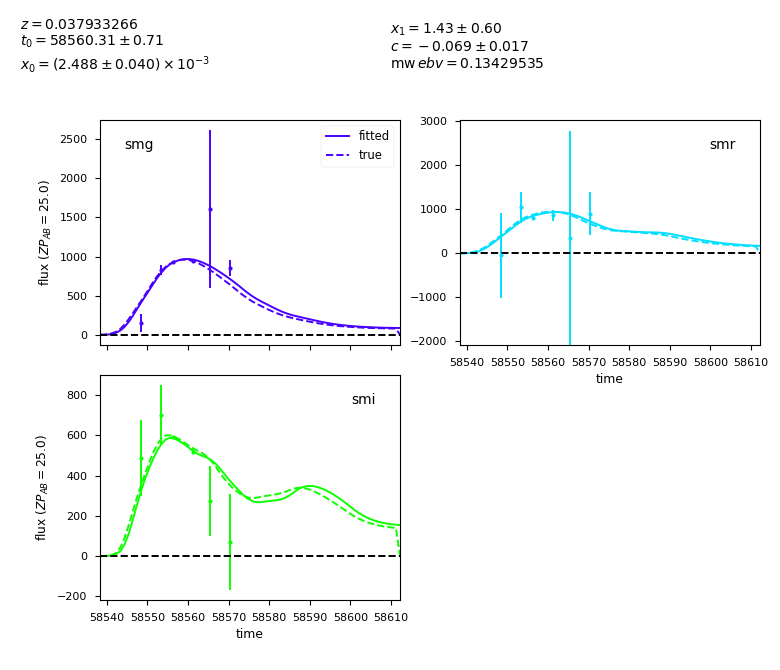 z = 0.037933266
t0 = 58560.31 ± 0.71
x0 = (2.488 ± 0.040) × 10^−3
x1 = 1.43 ± 0.60
c = −0.069 ± 0.017
mw ebv = 0.13429535
smg
fitted
true
flux (ZP_AB = 25.0)
2500
2000
1500
1000
500
0
smr
3000
2000
1000
0
−1000
−2000
58540 58550 58560 58570 58580 58590 58600 58610
time
smi
flux (ZP_AB = 25.0)
800
600
400
200
0
−200
58540 58550 58560 58570 58580 58590 58600 58610
time